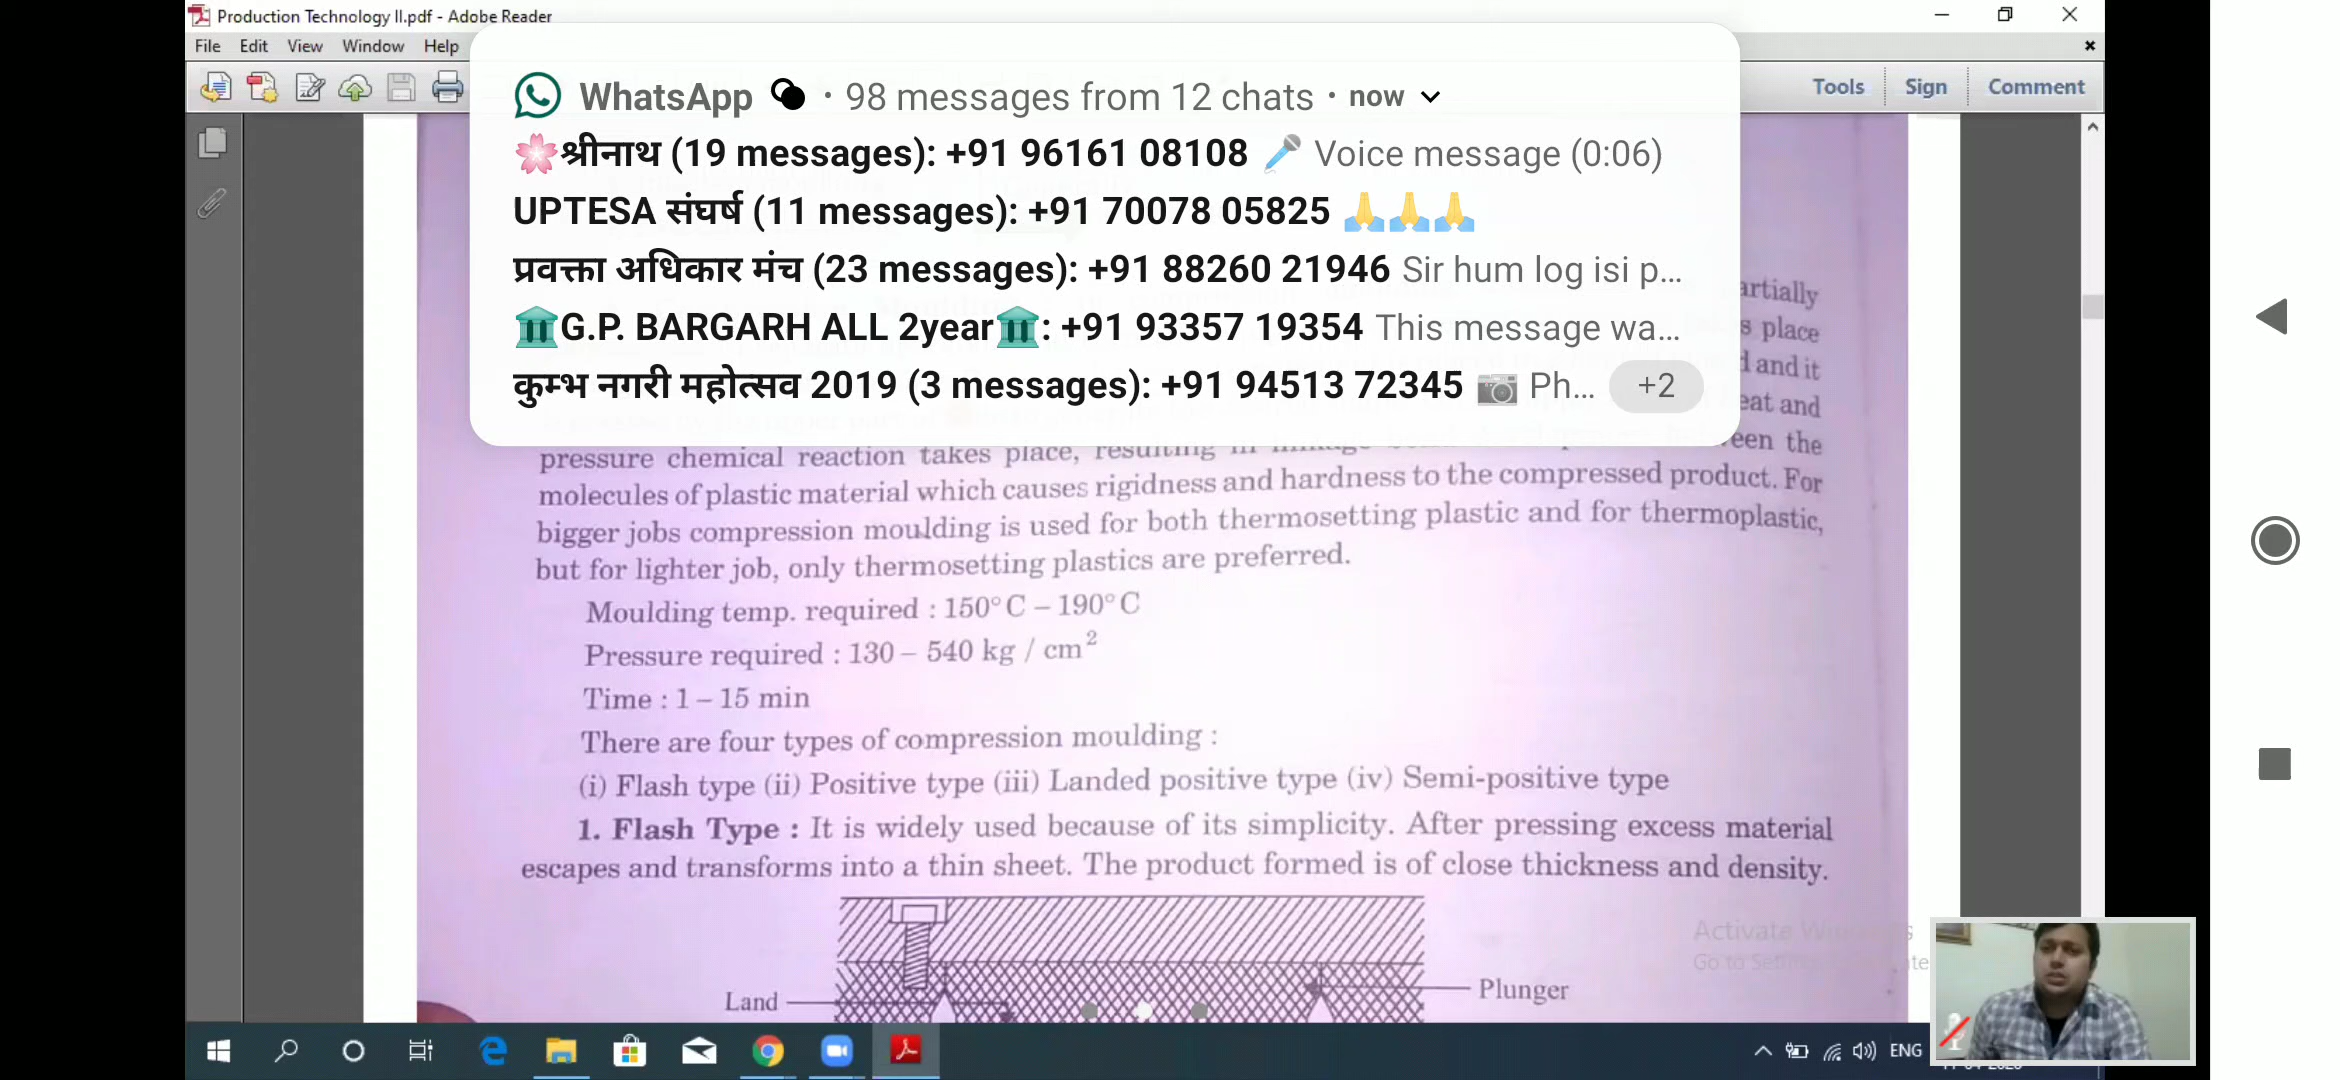 Production Technology II.pdf - Adobe Reader
File Edit View Window Help
Tools Sign Comment
WhatsApp · 98 messages from 12 chats · now
🌸श्रीनाथ (19 messages): +91 96161 08108 🎤 Voice message (0:06)
UPTESA संघर्ष (11 messages): +91 70078 05825 🙏🙏🙏
प्रवक्ता अधिकार मंच (23 messages): +91 88260 21946 Sir hum log isi p...
🏛️G.P. BARGARH ALL 2year🏛️: +91 93357 19354 This message wa...
कुम्भ नगरी महोत्सव 2019 (3 messages): +91 94513 72345 📷 Ph... +2
artially
s place
and it
eat and
een the
pressure chemical reaction takes place, resulting in
molecules of plastic material which causes rigidness and hardness to the compressed product. For
bigger jobs compression moulding is used for both thermosetting plastic and for thermoplastic,
but for lighter job, only thermosetting plastics are preferred.
Moulding temp. required : 150°C – 190°C
Pressure required : 130 – 540 kg / cm²
Time : 1 – 15 min
There are four types of compression moulding :
(i) Flash type (ii) Positive type (iii) Landed positive type (iv) Semi-positive type
1. Flash Type : It is widely used because of its simplicity. After pressing excess material
escapes and transforms into a thin sheet. The product formed is of close thickness and density.
Activate
Land
Plunger
ENG